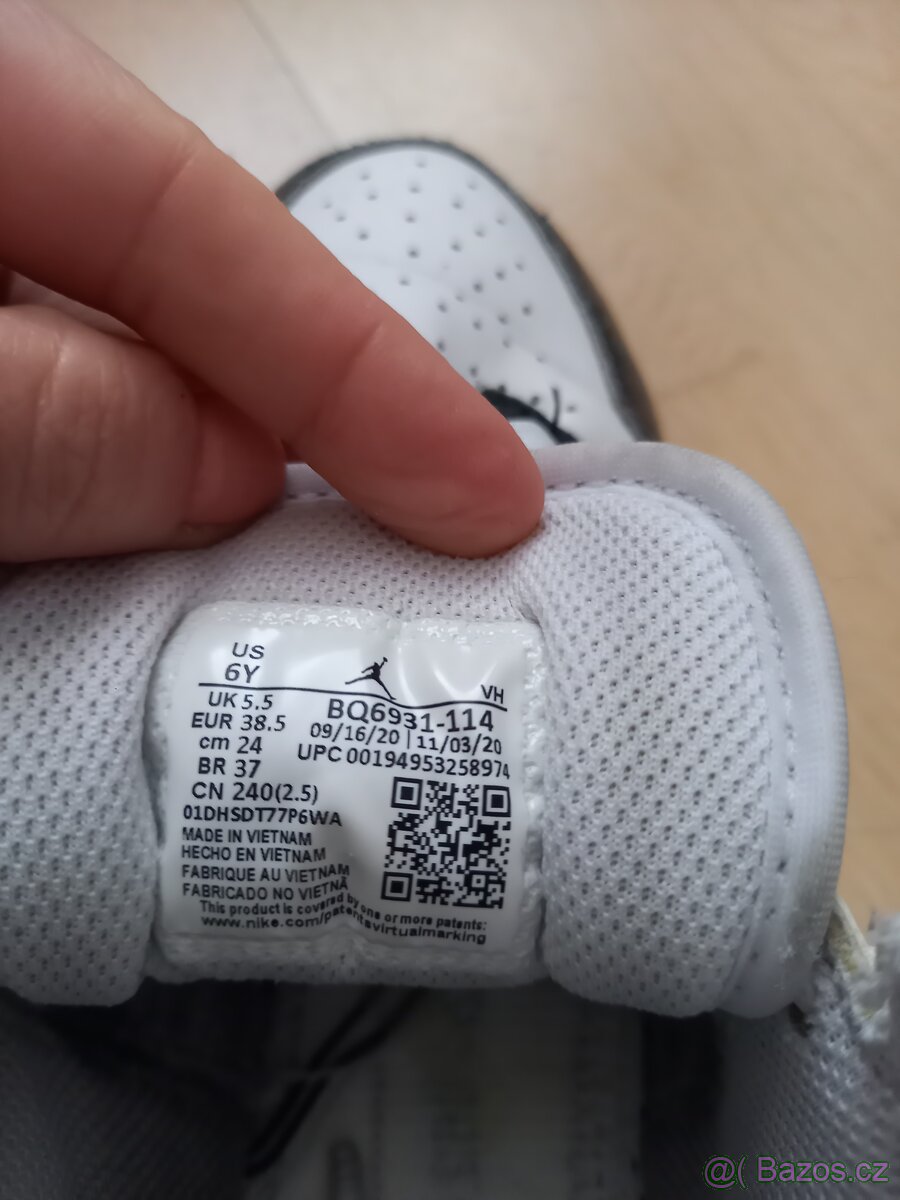 US
6Y
VH
UK 5.5
BQ6931-114
EUR 38.5
09/16/20 | 11/03/20
cm 24
UPC 00194953258974
BR 37
CN 240(2.5)
01DHSDT77P6WA
MADE IN VIETNAM
HECHO EN VIETNAM
FABRIQUE AU VIETNAM
FABRICADO NO VIETNÃ
This product is covered by one or more patents:
www.nike.com/patentsvirtualmarking
@( Bazos.cz